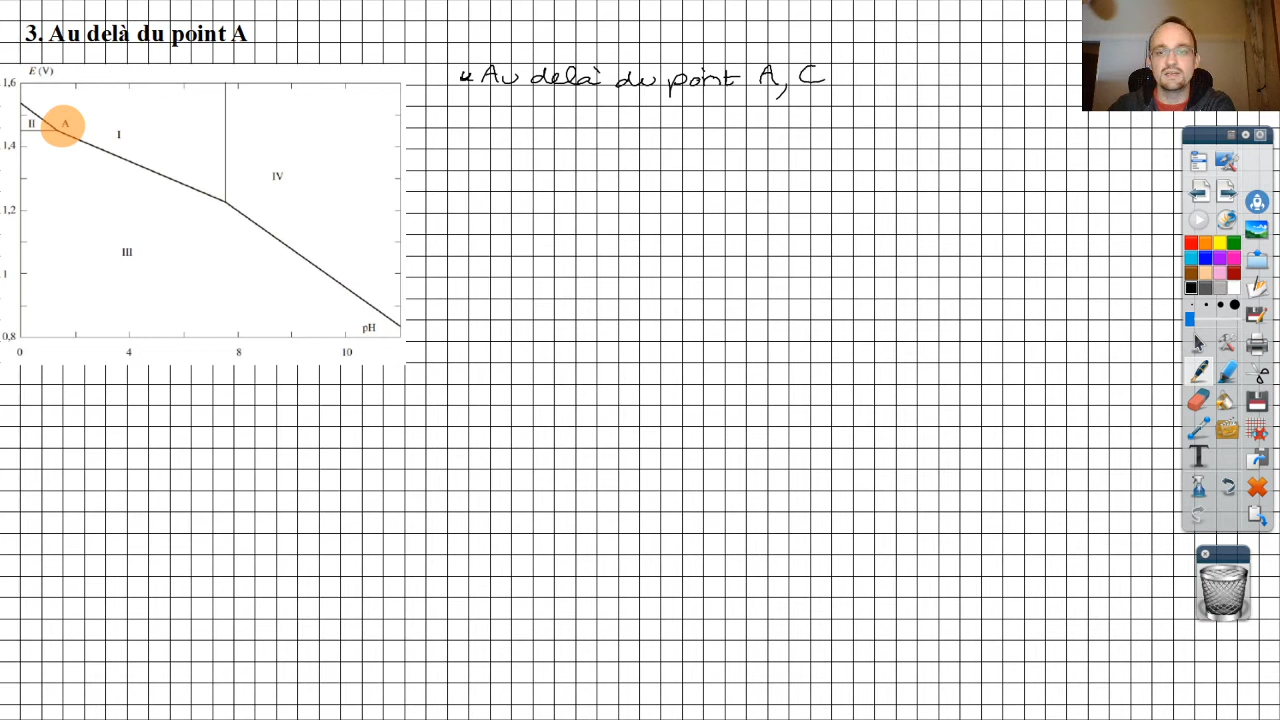 3. Au delà du point A
Au delà du point A, C
E (V)
1,6
II
A
I
1,4
IV
1,2
III
1
pH
0,8
0
4
8
10
T